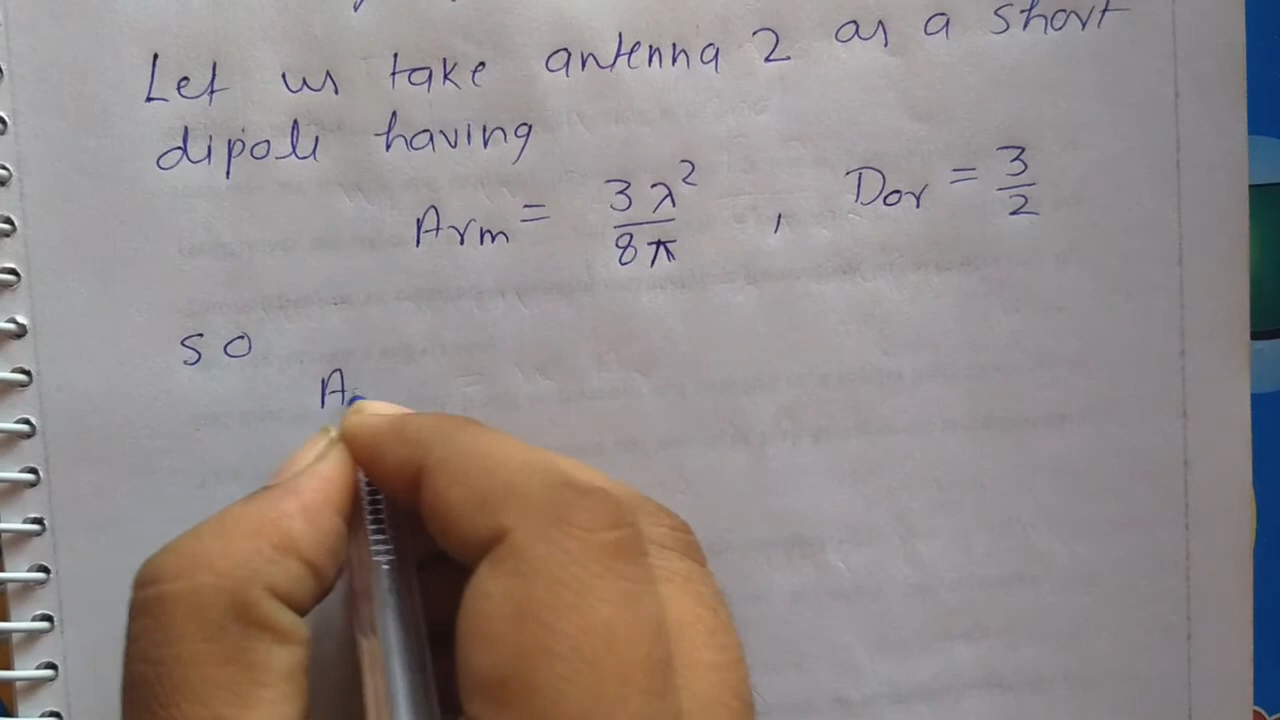 Let us take antenna 2 as a short
dipole having
Arm = 3λ²/8π , Dor = 3/2
so
A